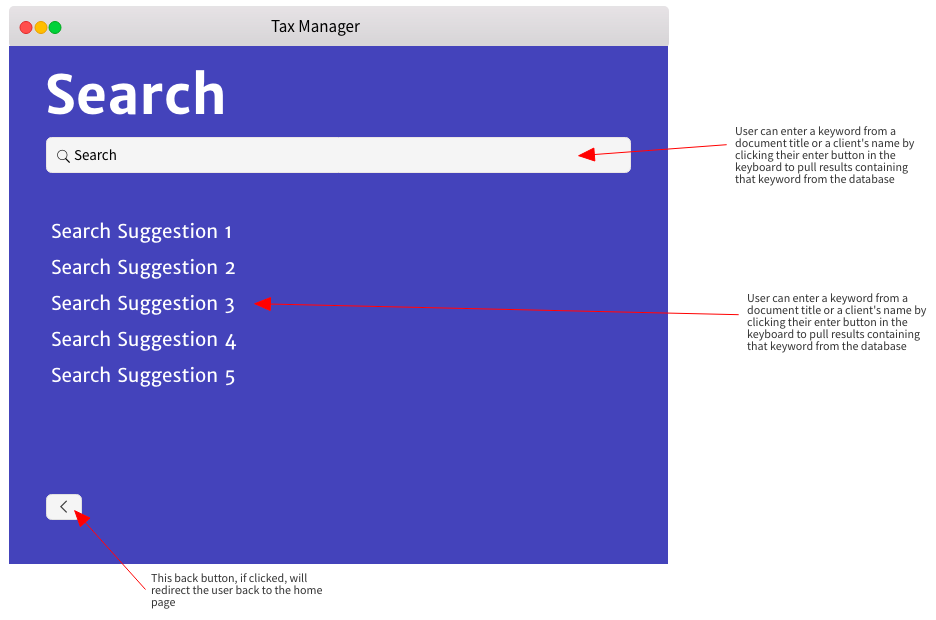 Tax Manager
Search
Search
User can enter a keyword from a
document title or a client's name by
clicking their enter button in the
keyboard to pull results containing
that keyword from the database
Search Suggestion 1
Search Suggestion 2
Search Suggestion 3
Search Suggestion 4
Search Suggestion 5
User can enter a keyword from a
document title or a client's name by
clicking their enter button in the
keyboard to pull results containing
that keyword from the database
This back button, if clicked, will
redirect the user back to the home
page